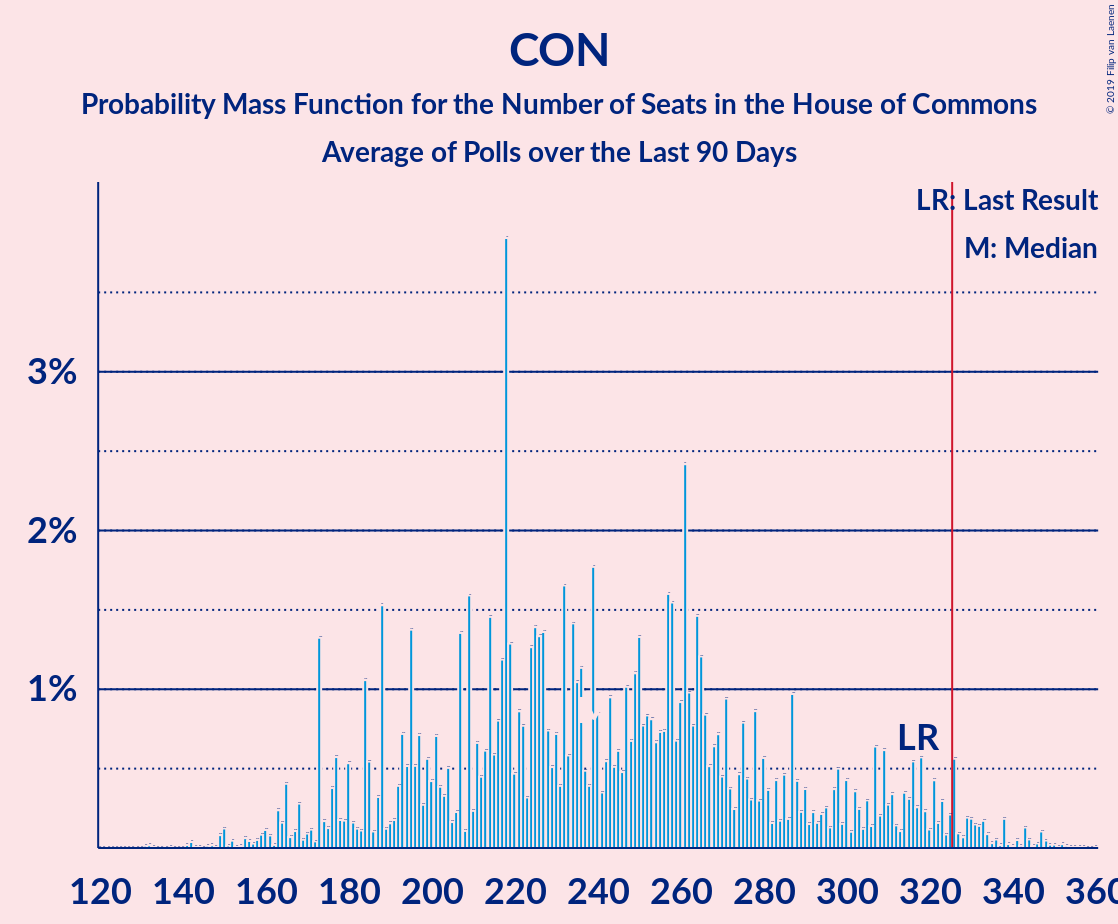 CON
Probability Mass Function for the Number of Seats in the House of Commons
Average of Polls over the Last 90 Days
© 2019 Filip van Laenen
LR: Last Result
M: Median
3%
2%
1%
LR
120 140 160 180 200 220 240 260 280 300 320 340 360